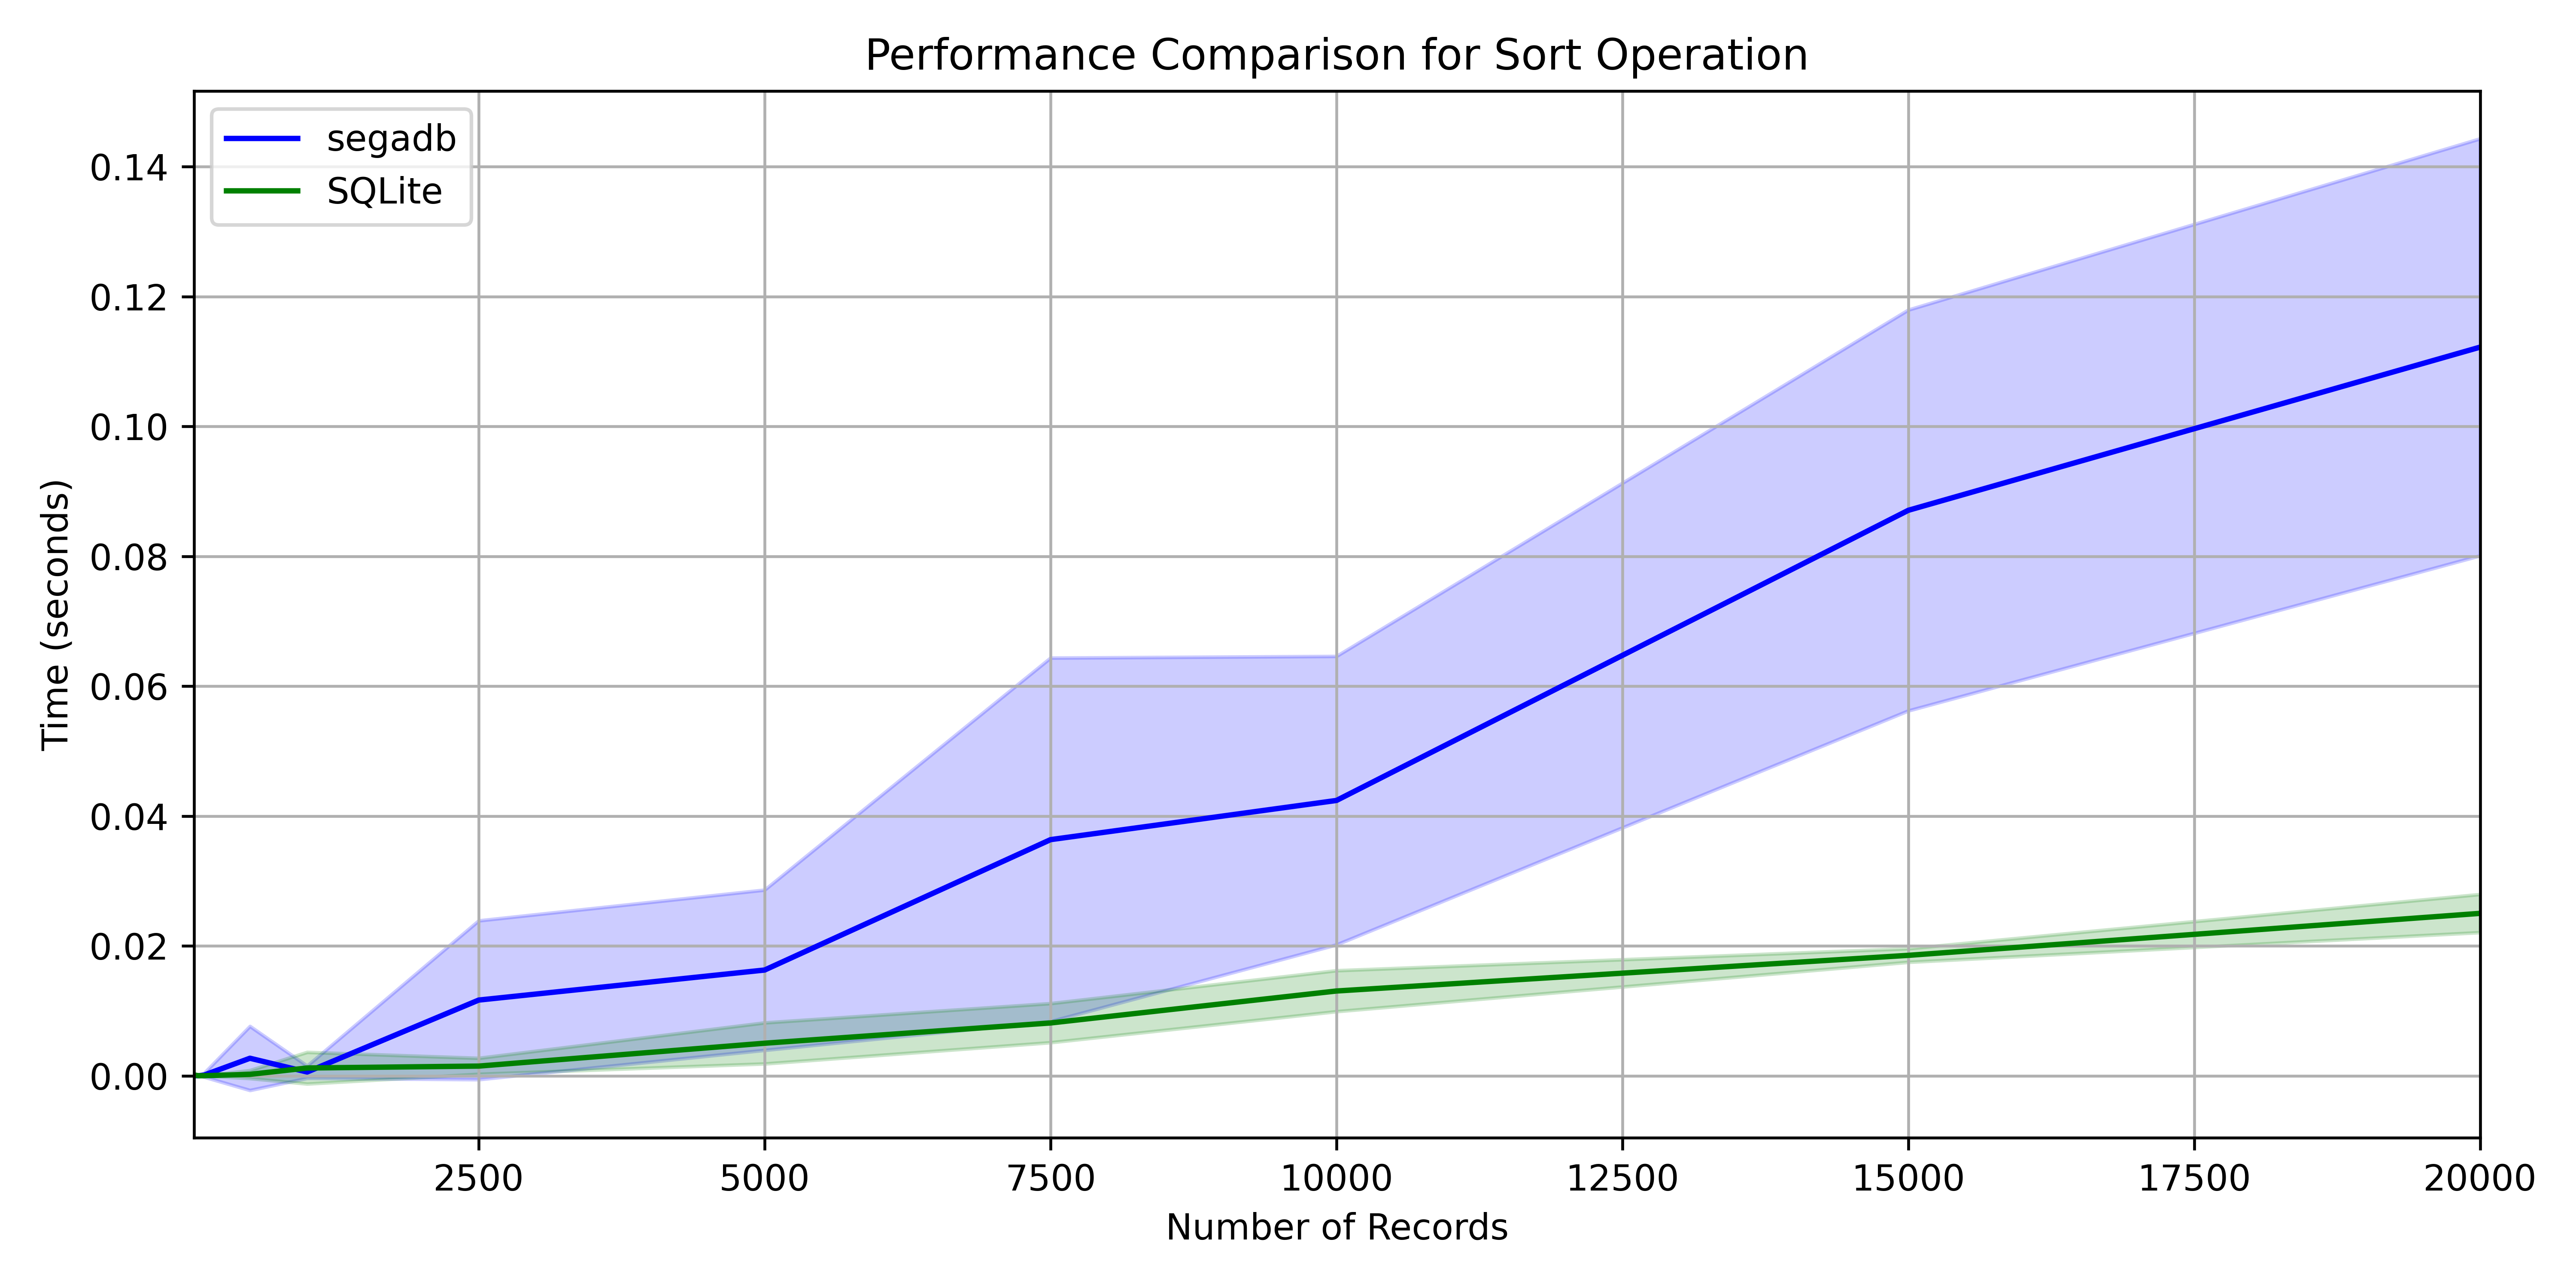 Performance Comparison for Sort Operation
segadb
SQLite
0.14
0.12
0.10
0.08
0.06
0.04
0.02
0.00
Time (seconds)
2500 5000 7500 10000 12500 15000 17500 20000
Number of Records